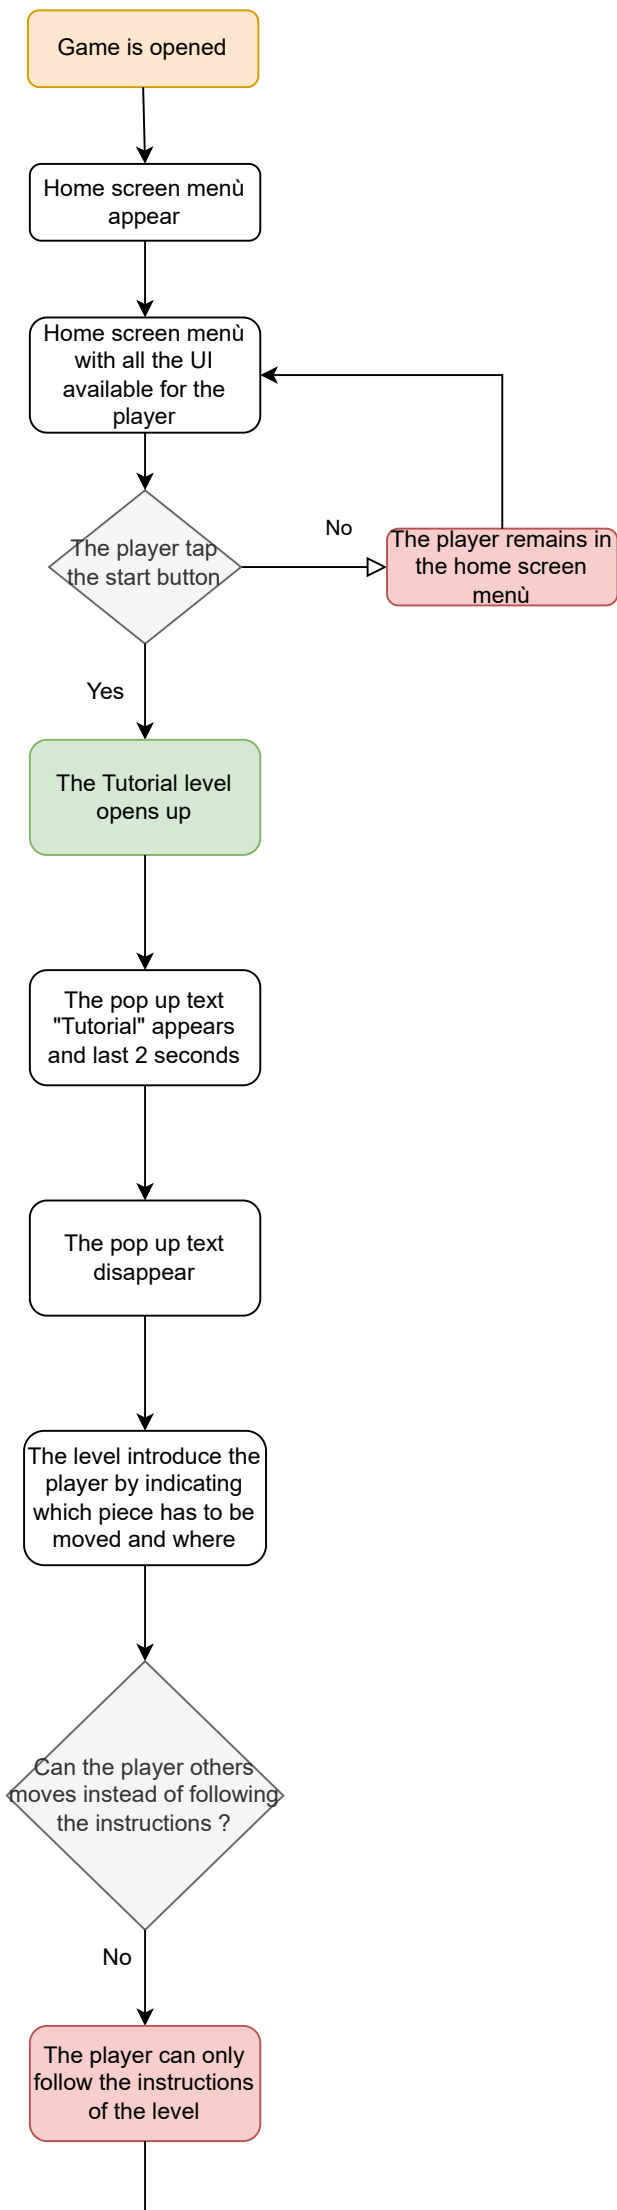 Game is opened
Home screen menù
appear
Home screen menù
with all the UI
available for the
player
The player tap
the start button
No
The player remains in
the home screen
menù
Yes
The Tutorial level
opens up
The pop up text
"Tutorial" appears
and last 2 seconds
The pop up text
disappear
The level introduce the
player by indicating
which piece has to be
moved and where
Can the player others
moves instead of following
the instructions ?
No
The player can only
follow the instructions
of the level